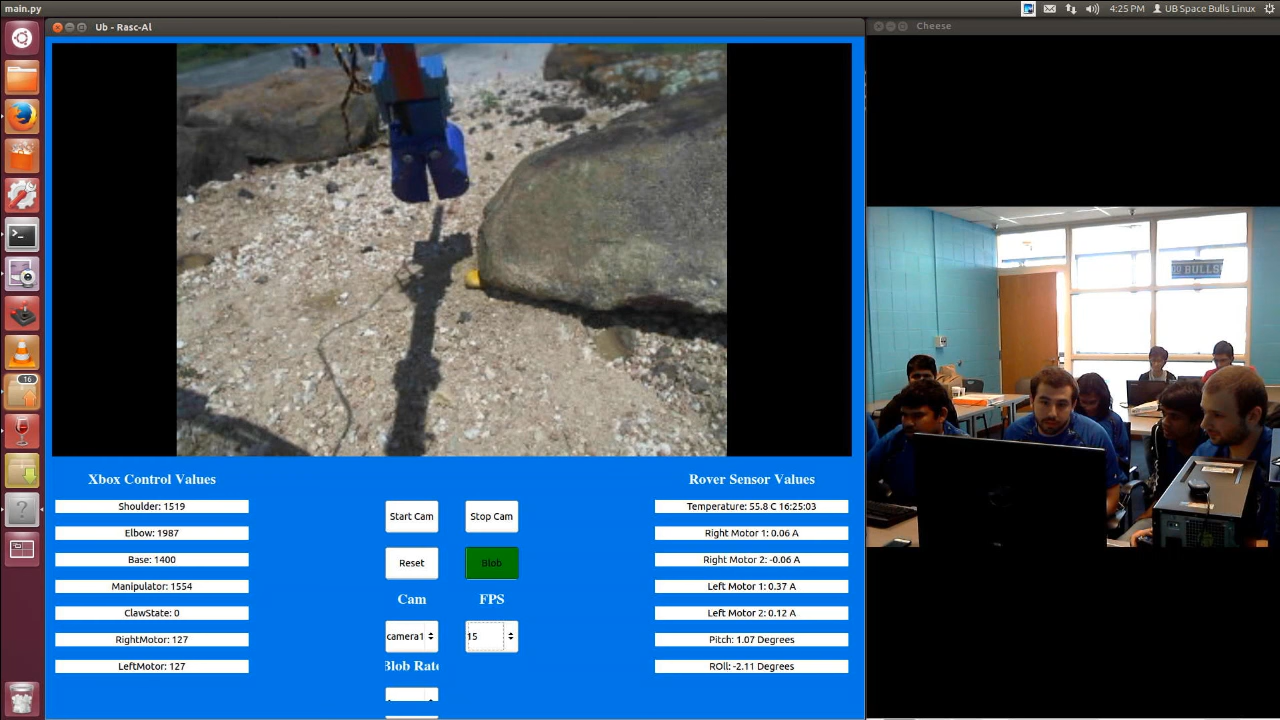 main.py
4:25 PM
UB Space Bulls Linux
Ub - Rasc-Al
Cheese
16
BULLS
Xbox Control Values
Shoulder: 1519
Elbow: 1987
Base: 1400
Manipulator: 1554
ClawState: 0
RightMotor: 127
LeftMotor: 127
Start Cam
Stop Cam
Reset
Blob
Cam
FPS
camera1
15
Blob Rate
Rover Sensor Values
Temperature: 55.8 C 16:25:03
Right Motor 1: 0.06 A
Right Motor 2: -0.06 A
Left Motor 1: 0.37 A
Left Motor 2: 0.12 A
Pitch: 1.07 Degrees
ROll: -2.11 Degrees